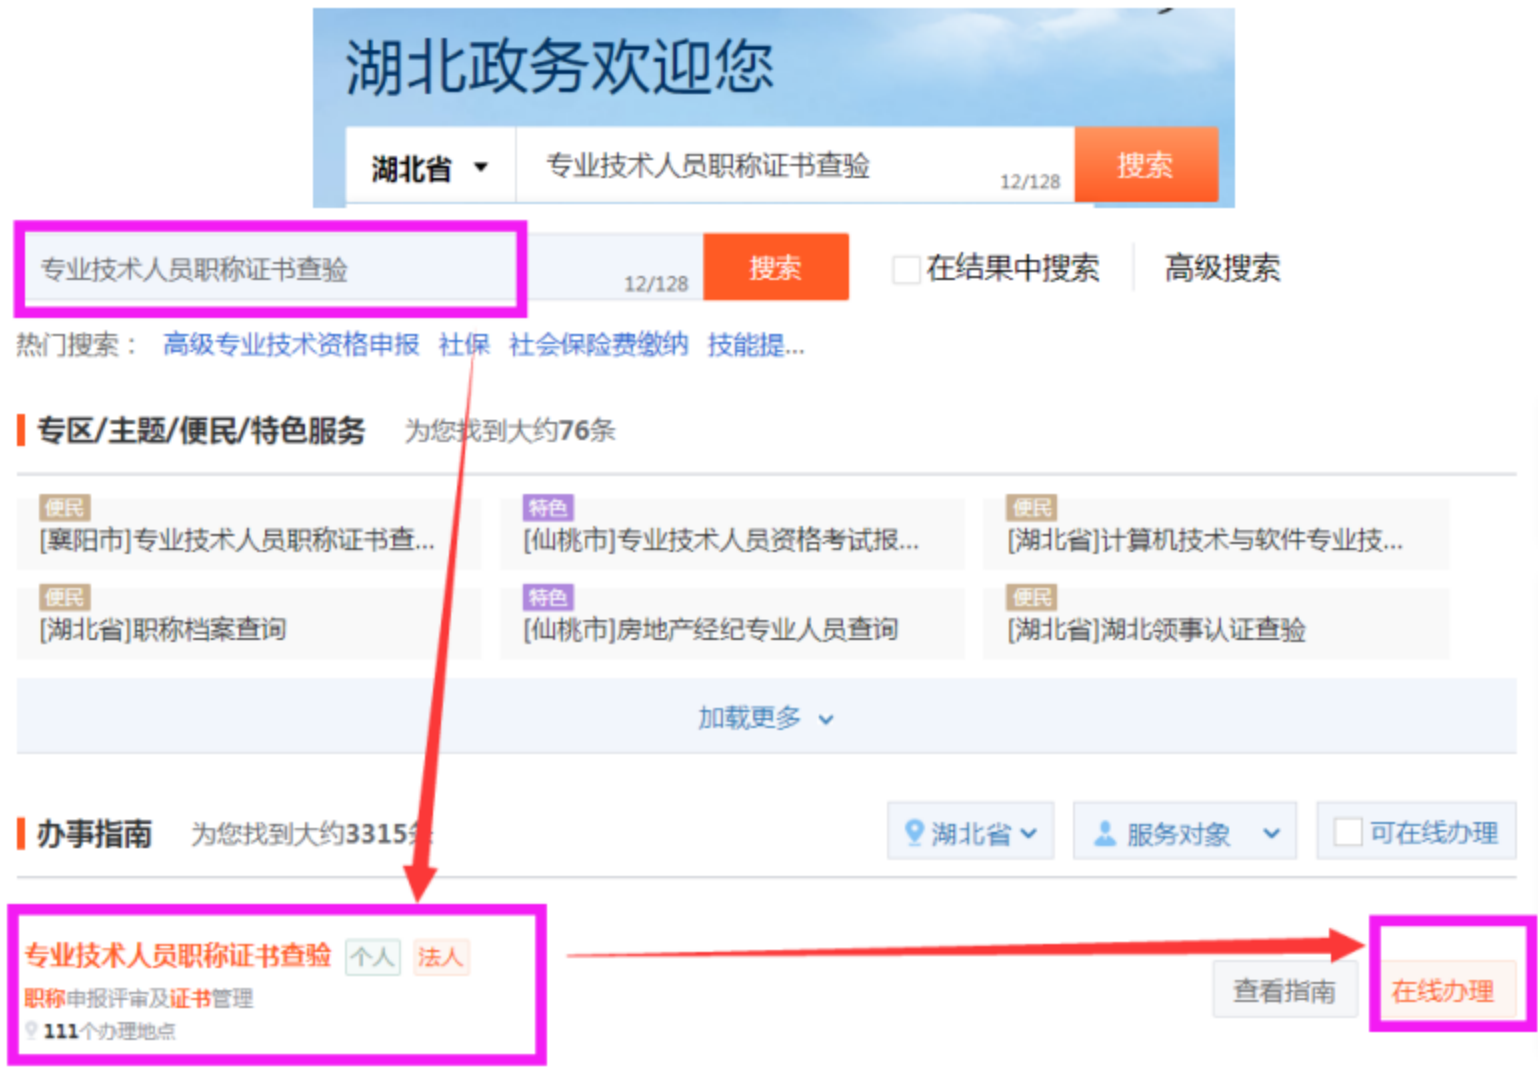 湖北政务欢迎您
湖北省 专业技术人员职称证书查验 12/128 搜索
专业技术人员职称证书查验 12/128 搜索 在结果中搜索 高级搜索
热门搜索： 高级专业技术资格申报 社保 社会保险费缴纳 技能提...
专区/主题/便民/特色服务 为您找到大约76条
便民 特色 便民
[襄阳市]专业技术人员职称证书查... [仙桃市]专业技术人员资格考试报... [湖北省]计算机技术与软件专业技...
便民 特色 便民
[湖北省]职称档案查询 [仙桃市]房地产经纪专业人员查询 [湖北省]湖北领事认证查验
加载更多
办事指南 为您找到大约3315条 湖北省 服务对象 可在线办理
专业技术人员职称证书查验 个人 法人
职称申报评审及证书管理 查看指南 在线办理
111个办理地点